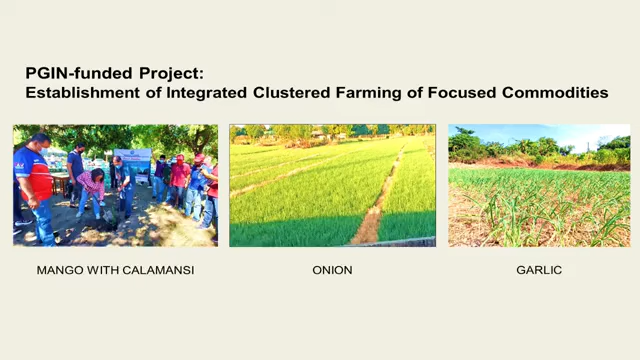 PGIN-funded Project:
Establishment of Integrated Clustered Farming of Focused Commodities
MANGO WITH CALAMANSI
ONION
GARLIC